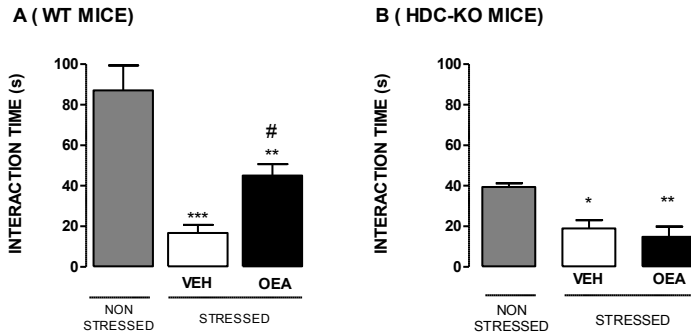 A ( WT MICE)
INTERACTION TIME (s)
100
80
60
40
20
0
***
#
**
VEH
OEA
NON
STRESSED
STRESSED
B ( HDC-KO MICE)
INTERACTION TIME (s)
100
80
60
40
20
0
*
**
VEH
OEA
NON
STRESSED
STRESSED